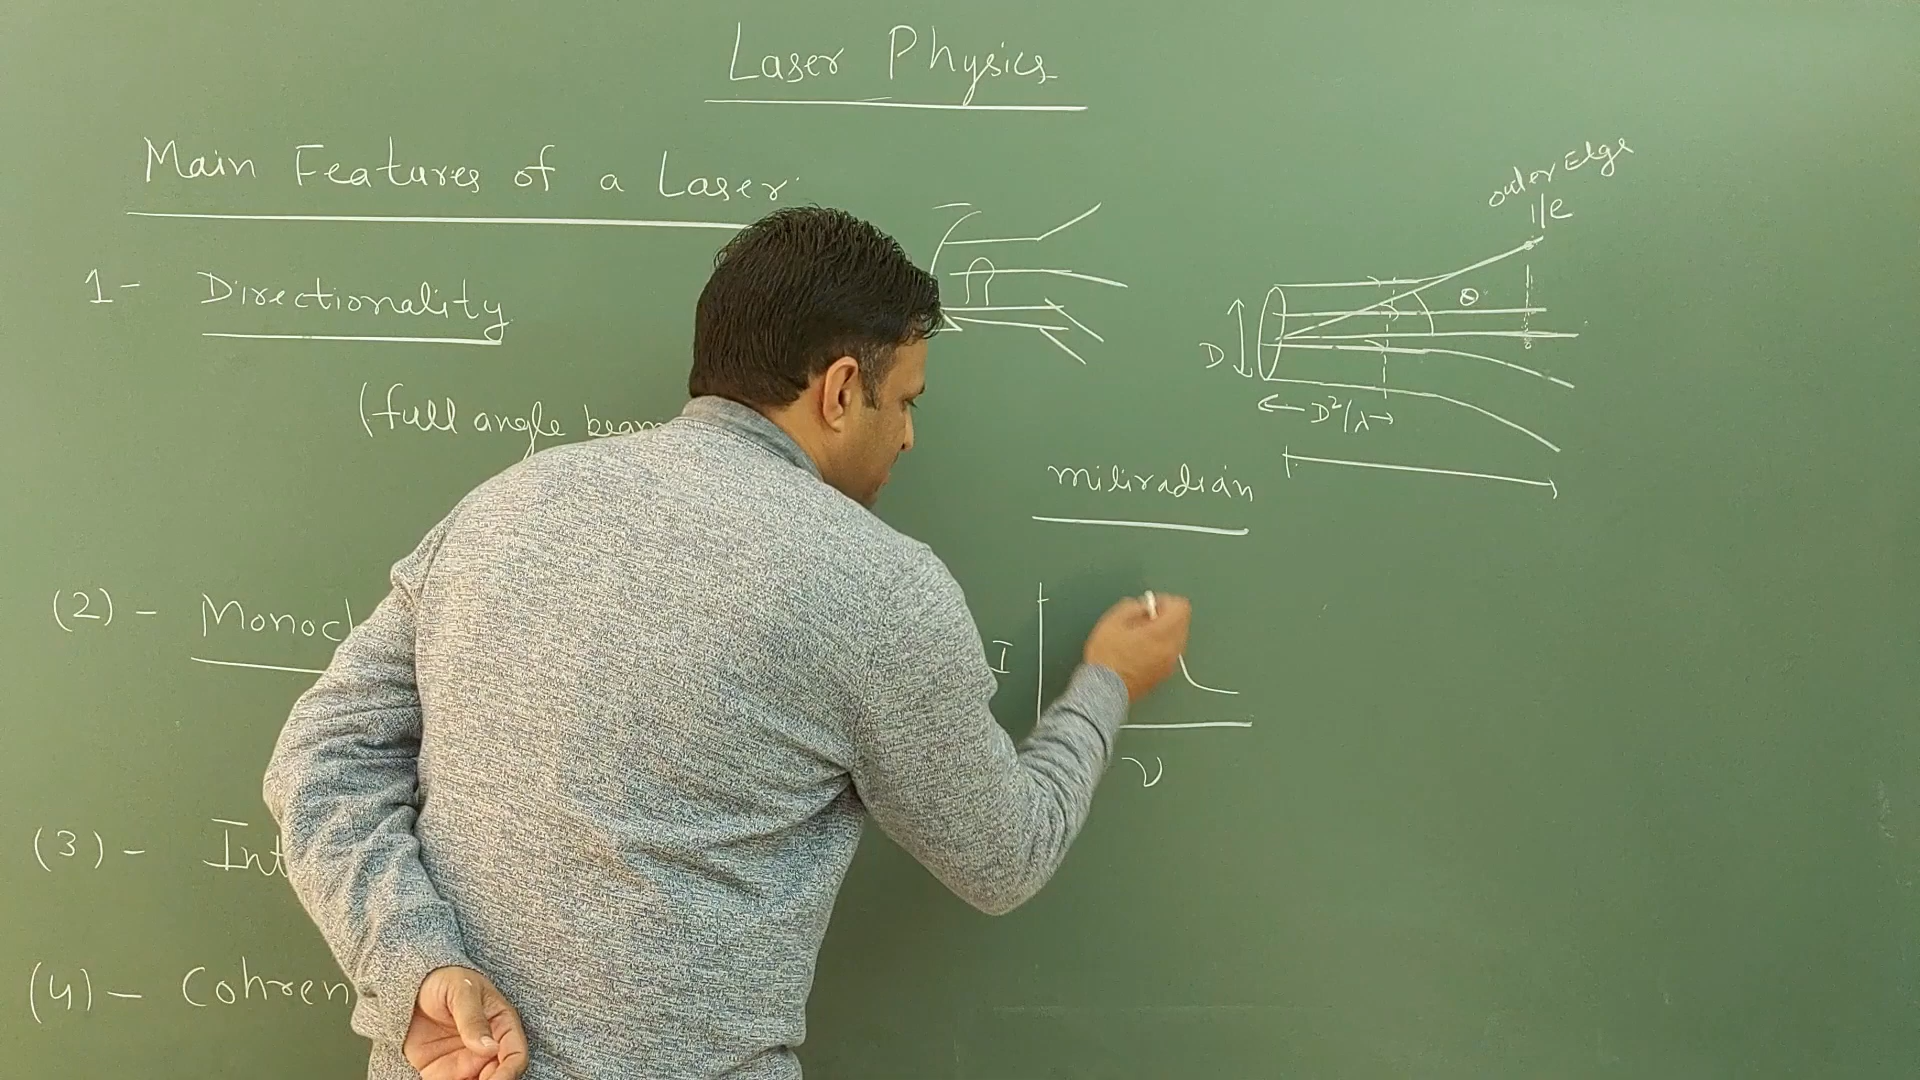 Laser Physics
Main Features of a Laser
1- Directionality
(full angle beam
(2) - Monoch
(3) - Int
(4) - Cohren
outer Edge
1/e
θ
D
D²/λ
miliradian
I
ν